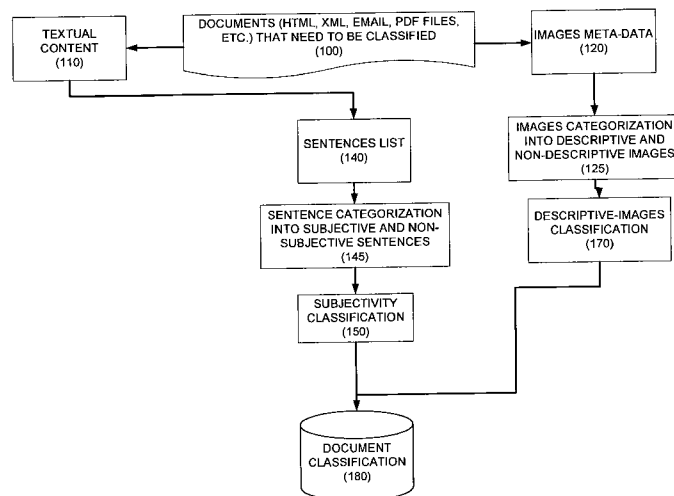 DOCUMENTS (HTML, XML, EMAIL, PDF FILES,
ETC.) THAT NEED TO BE CLASSIFIED
(100)
TEXTUAL
CONTENT
(110)
IMAGES META-DATA
(120)
SENTENCES LIST
(140)
IMAGES CATEGORIZATION
INTO DESCRIPTIVE AND
NON-DESCRIPTIVE IMAGES
(125)
SENTENCE CATEGORIZATION
INTO SUBJECTIVE AND NON-
SUBJECTIVE SENTENCES
(145)
DESCRIPTIVE-IMAGES
CLASSIFICATION
(170)
SUBJECTIVITY
CLASSIFICATION
(150)
DOCUMENT
CLASSIFICATION
(180)